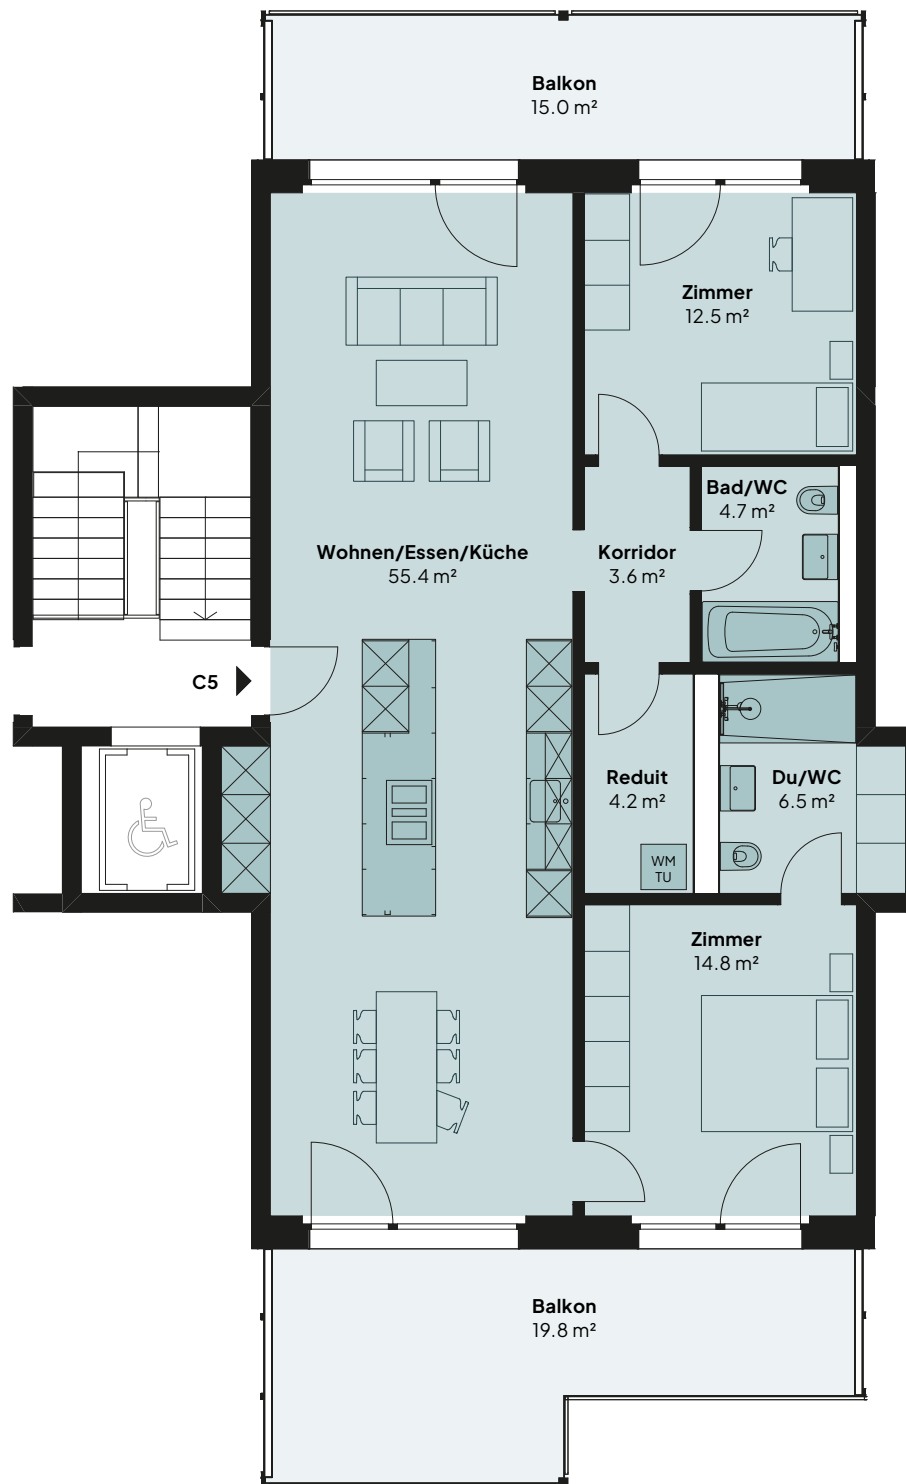 Balkon
15.0 m²
Zimmer
12.5 m²
Bad/WC
4.7 m²
Wohnen/Essen/Küche
55.4 m²
Korridor
3.6 m²
C5
Reduit
4.2 m²
Du/WC
6.5 m²
WM
TU
Zimmer
14.8 m²
Balkon
19.8 m²